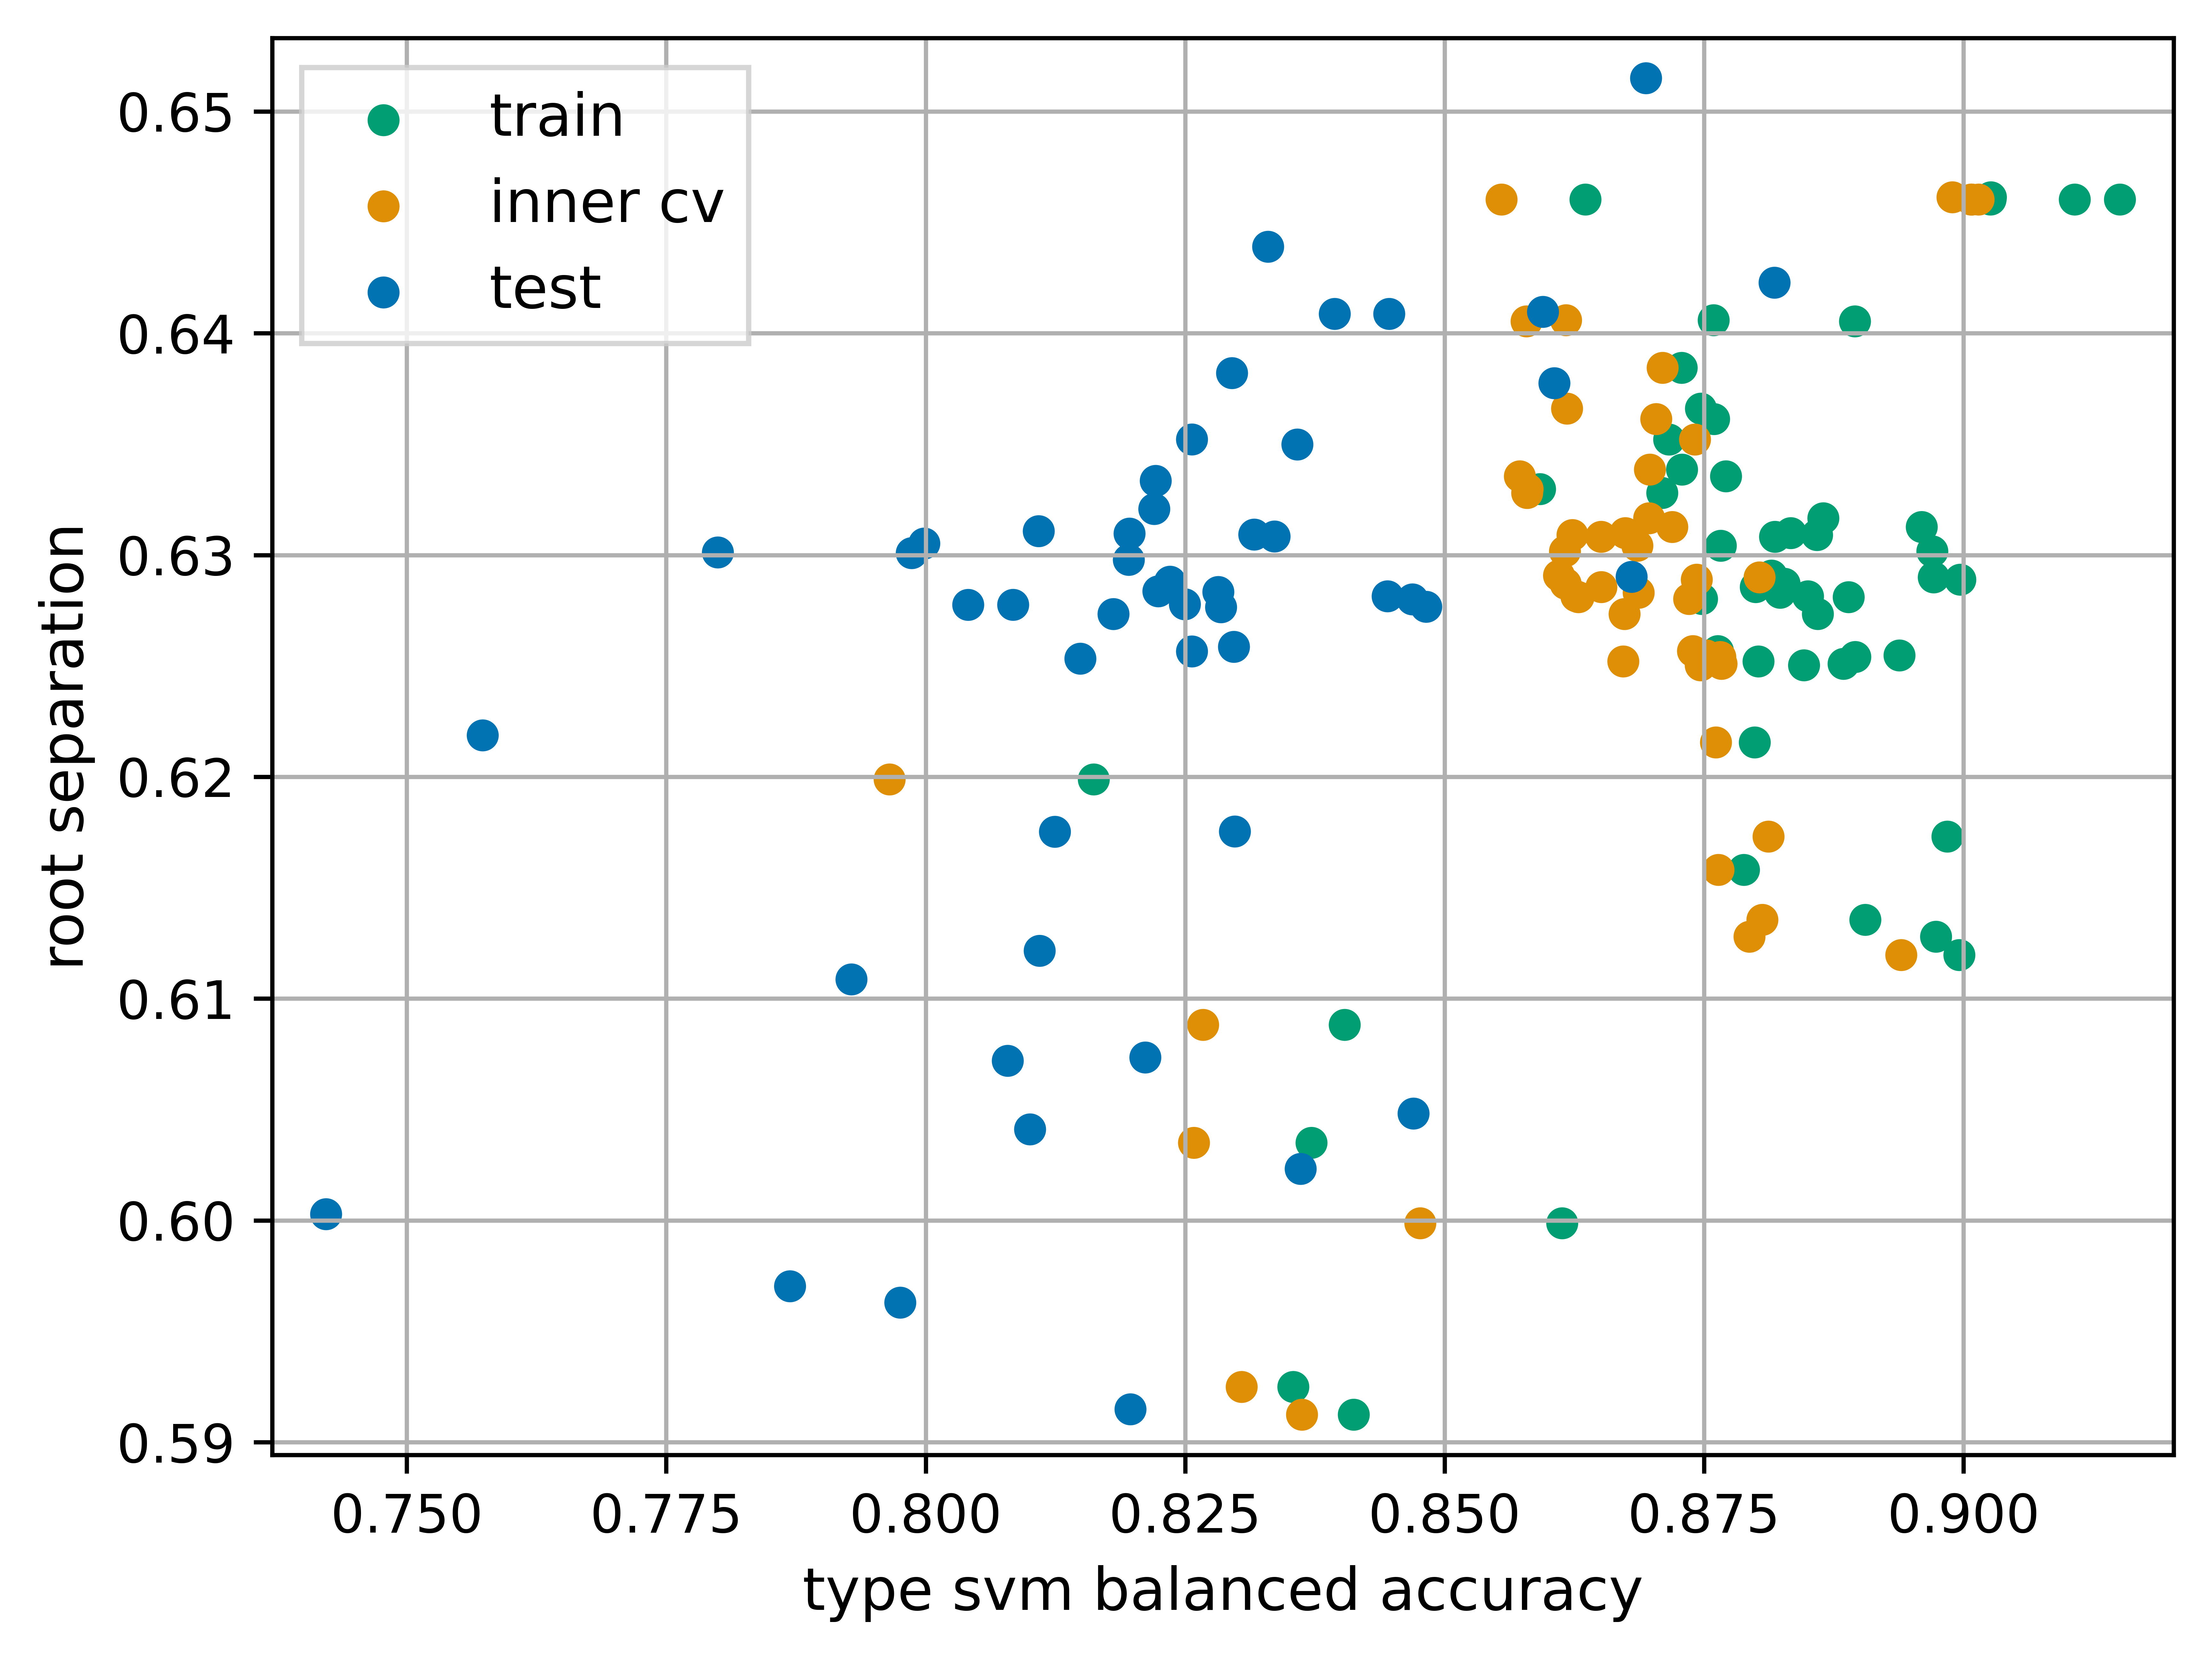 train
inner cv
test
0.65
0.64
0.63
0.62
0.61
0.60
0.59
root separation
0.750 0.775 0.800 0.825 0.850 0.875 0.900
type svm balanced accuracy